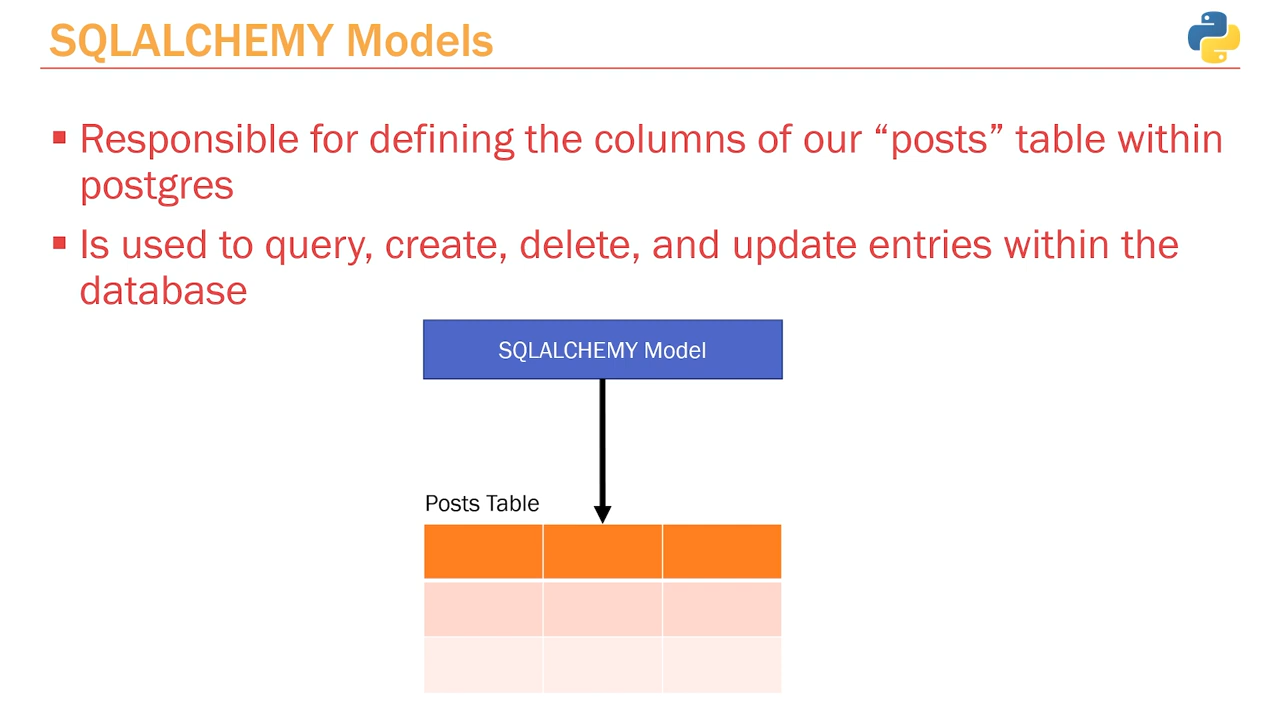 SQLALCHEMY Models
Responsible for defining the columns of our “posts” table within
postgres
Is used to query, create, delete, and update entries within the
database
SQLALCHEMY Model
Posts Table